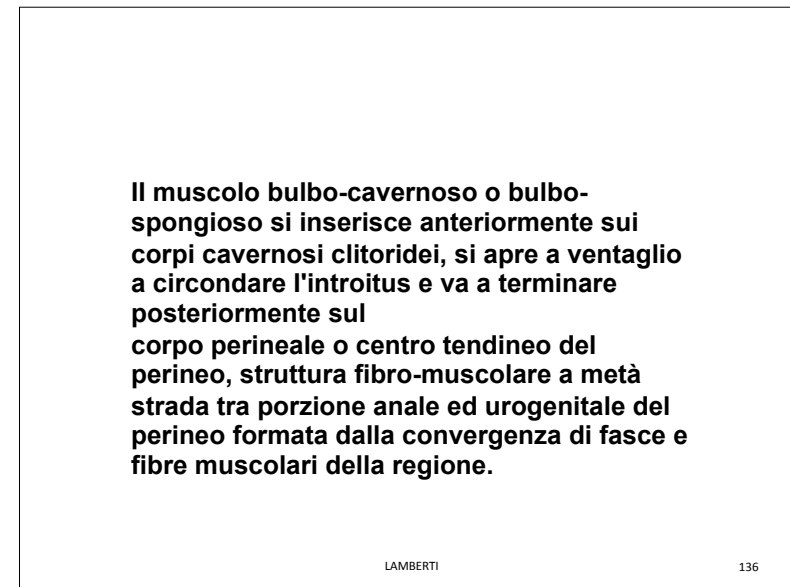 Il muscolo bulbo-cavernoso o bulbo-
spongioso si inserisce anteriormente sui
corpi cavernosi clitoridei, si apre a ventaglio
a circondare l'introitus e va a terminare
posteriormente sul
corpo perineale o centro tendineo del
perineo, struttura fibro-muscolare a metà
strada tra porzione anale ed urogenitale del
perineo formata dalla convergenza di fasce e
fibre muscolari della regione.
LAMBERTI
136